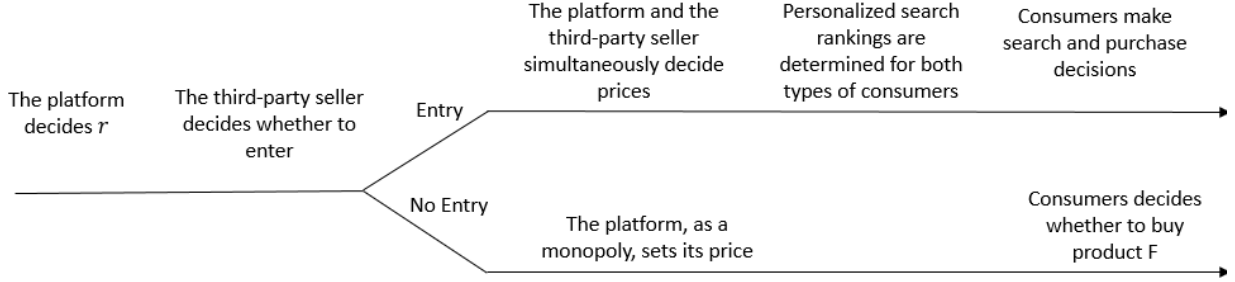 The platform
decides r
The third-party seller
decides whether to
enter
Entry
The platform and the
third-party seller
simultaneously decide
prices
Personalized search
rankings are
determined for both
types of consumers
Consumers make
search and purchase
decisions
No Entry
The platform, as a
monopoly, sets its price
Consumers decides
whether to buy
product F